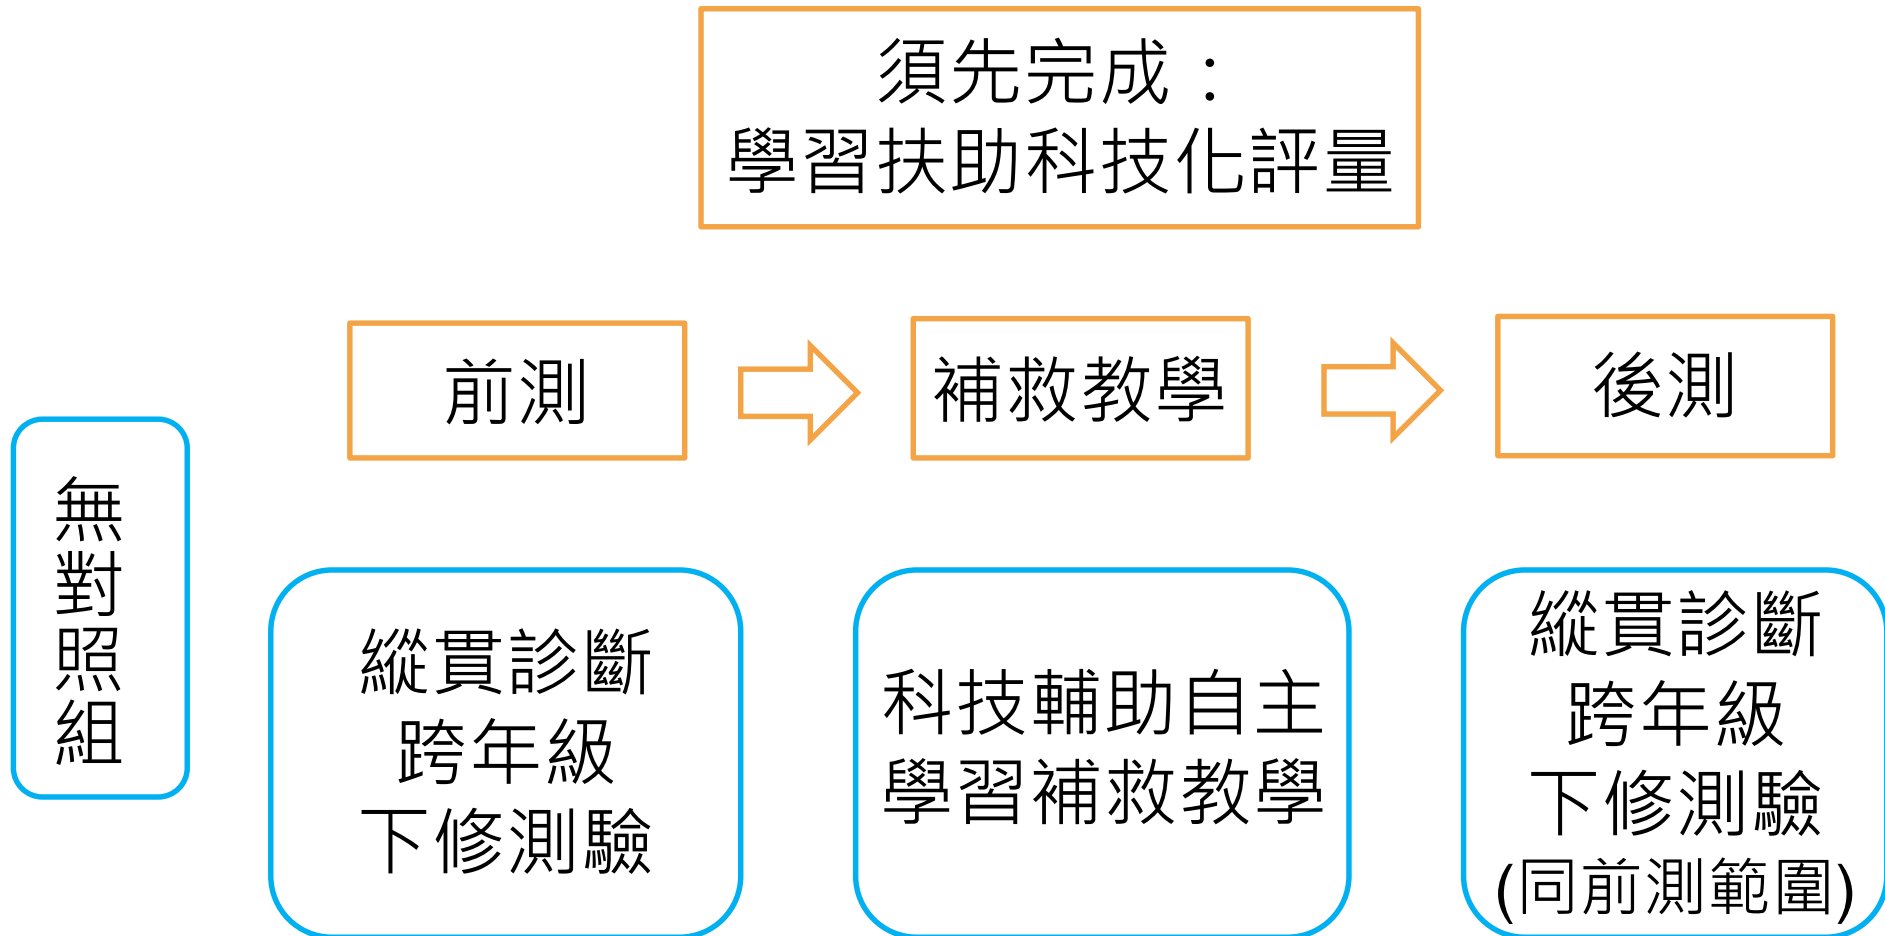 須先完成：
學習扶助科技化評量
前測
補救教學
後測
無對照組
縱貫診斷
跨年級
下修測驗
科技輔助自主
學習補救教學
縱貫診斷
跨年級
下修測驗
(同前測範圍)